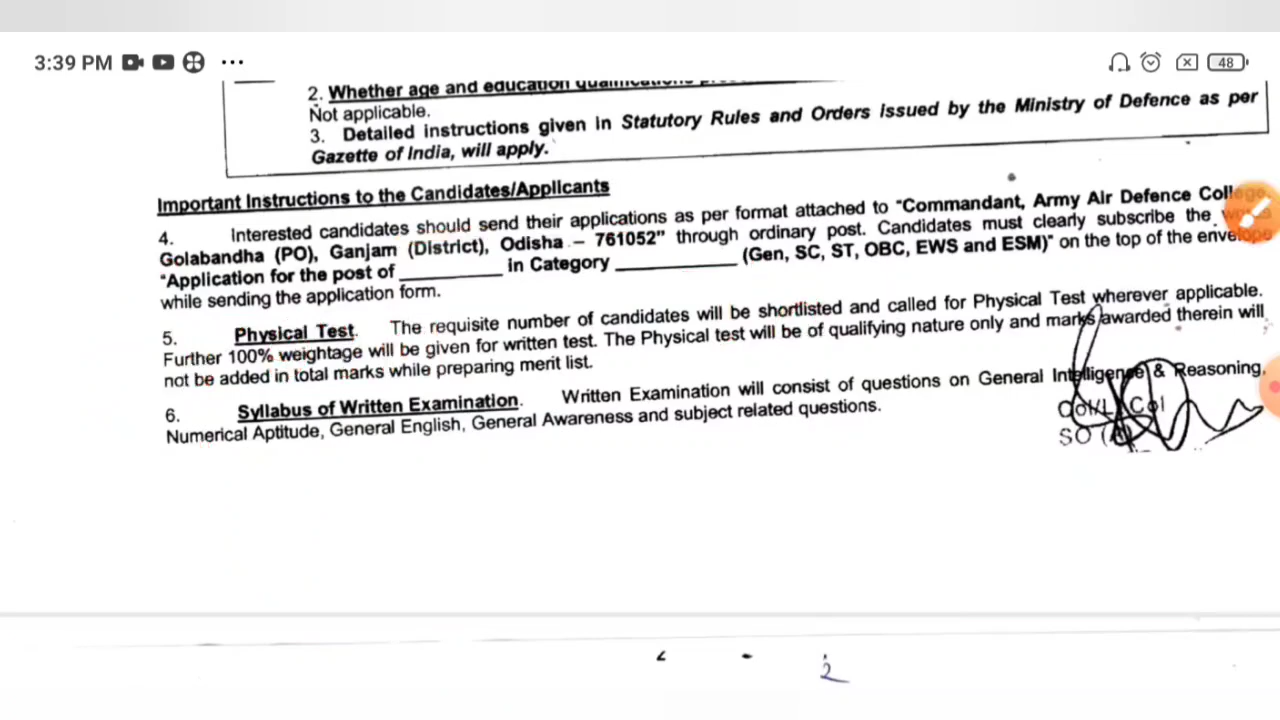 3:39 PM ... 48
2. Whether age and education
Not applicable.
3. Detailed instructions given in Statutory Rules and Orders issued by the Ministry of Defence as per
Gazette of India, will apply.
Important Instructions to the Candidates/Applicants
4. Interested candidates should send their applications as per format attached to "Commandant, Army Air Defence College,
Golabandha (PO), Ganjam (District), Odisha – 761052" through ordinary post. Candidates must clearly subscribe the
"Application for the post of __________ in Category __________ (Gen, SC, ST, OBC, EWS and ESM)" on the top of the envelope
while sending the application form.
5. Physical Test. The requisite number of candidates will be shortlisted and called for Physical Test wherever applicable.
Further 100% weightage will be given for written test. The Physical test will be of qualifying nature only and marks awarded therein will
not be added in total marks while preparing merit list.
6. Syllabus of Written Examination. Written Examination will consist of questions on General Intelligence & Reasoning,
Numerical Aptitude, General English, General Awareness and subject related questions.
Col
SO
2